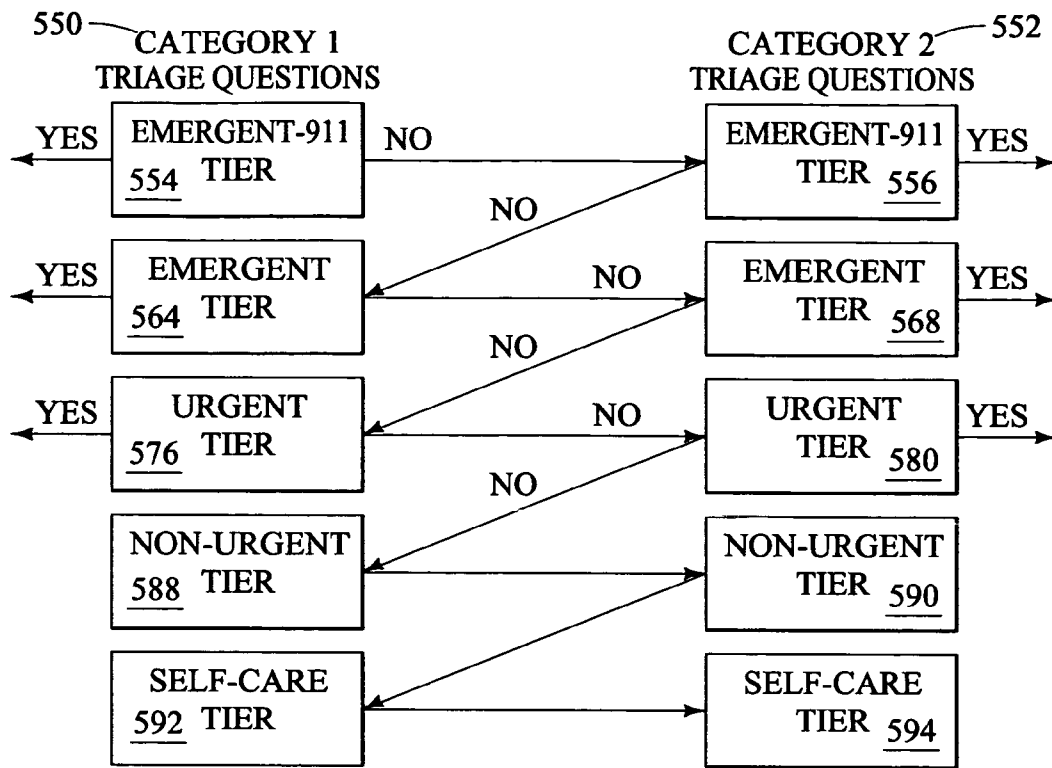 550
552
CATEGORY 1
TRIAGE QUESTIONS
CATEGORY 2
TRIAGE QUESTIONS
YES
EMERGENT-911
TIER
554
NO
EMERGENT-911
TIER
556
YES
NO
YES
EMERGENT
TIER
564
NO
EMERGENT
TIER
568
YES
NO
YES
URGENT
TIER
576
NO
URGENT
TIER
580
YES
NO
NON-URGENT
TIER
588
NON-URGENT
TIER
590
SELF-CARE
TIER
592
SELF-CARE
TIER
594